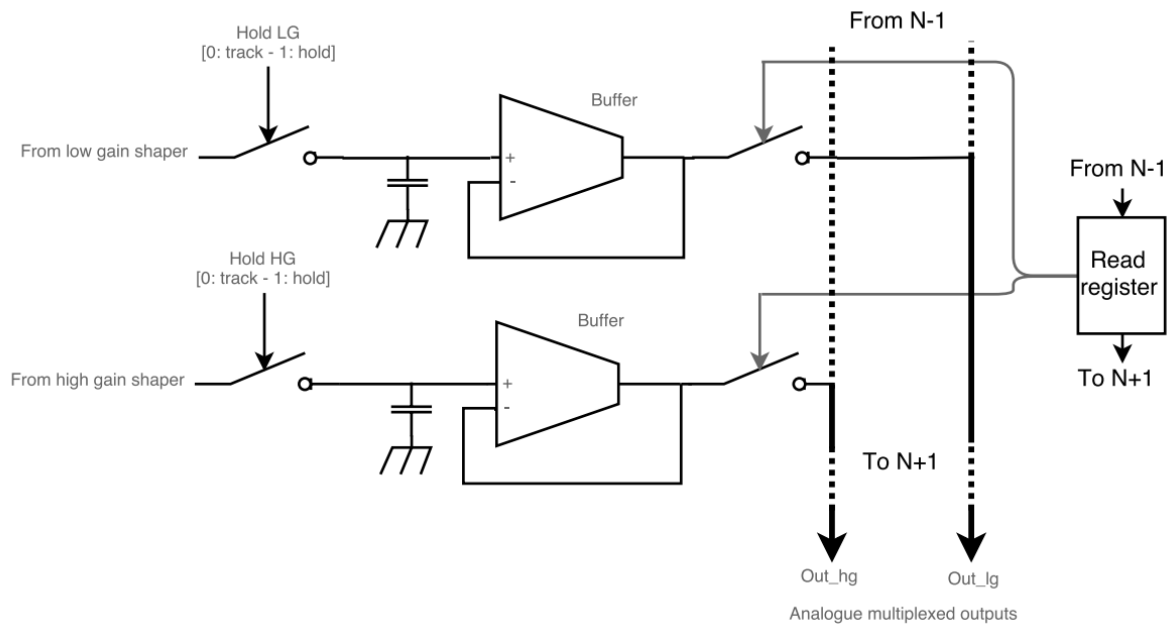 Hold LG
[0: track - 1: hold]
From N-1
Buffer
From low gain shaper
+
-
From N-1
Read
register
To N+1
Hold HG
[0: track - 1: hold]
Buffer
From high gain shaper
+
-
To N+1
Out_hg
Out_lg
Analogue multiplexed outputs